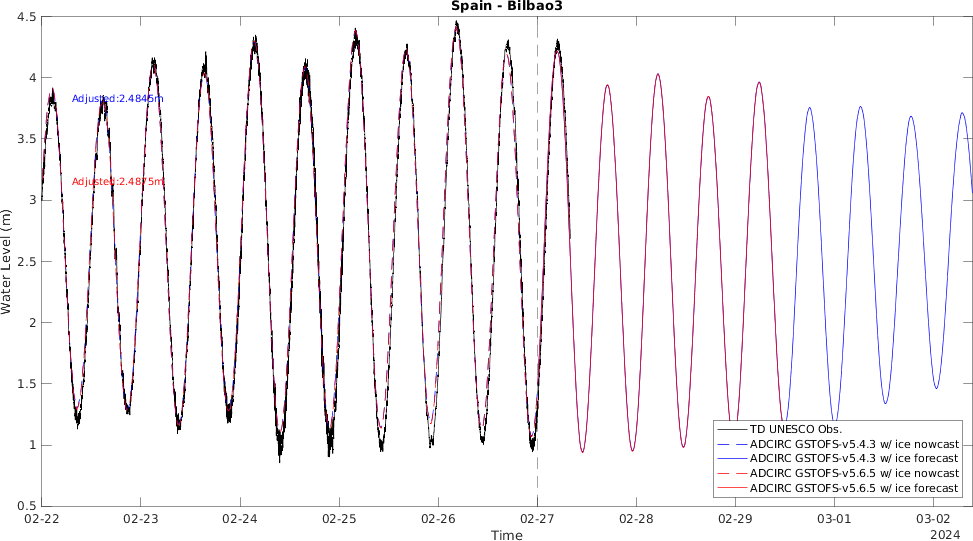 Spain - Bilbao3
4.5
4
3.5
3
2.5
2
1.5
1
0.5
Water Level (m)
Adjusted:2.4845m
Adjusted:2.4875m
TD UNESCO Obs.
ADCIRC GSTOFS-v5.4.3 w/ ice nowcast
ADCIRC GSTOFS-v5.4.3 w/ ice forecast
ADCIRC GSTOFS-v5.6.5 w/ ice nowcast
ADCIRC GSTOFS-v5.6.5 w/ ice forecast
02-22 02-23 02-24 02-25 02-26 02-27 02-28 02-29 03-01 03-02
Time
2024